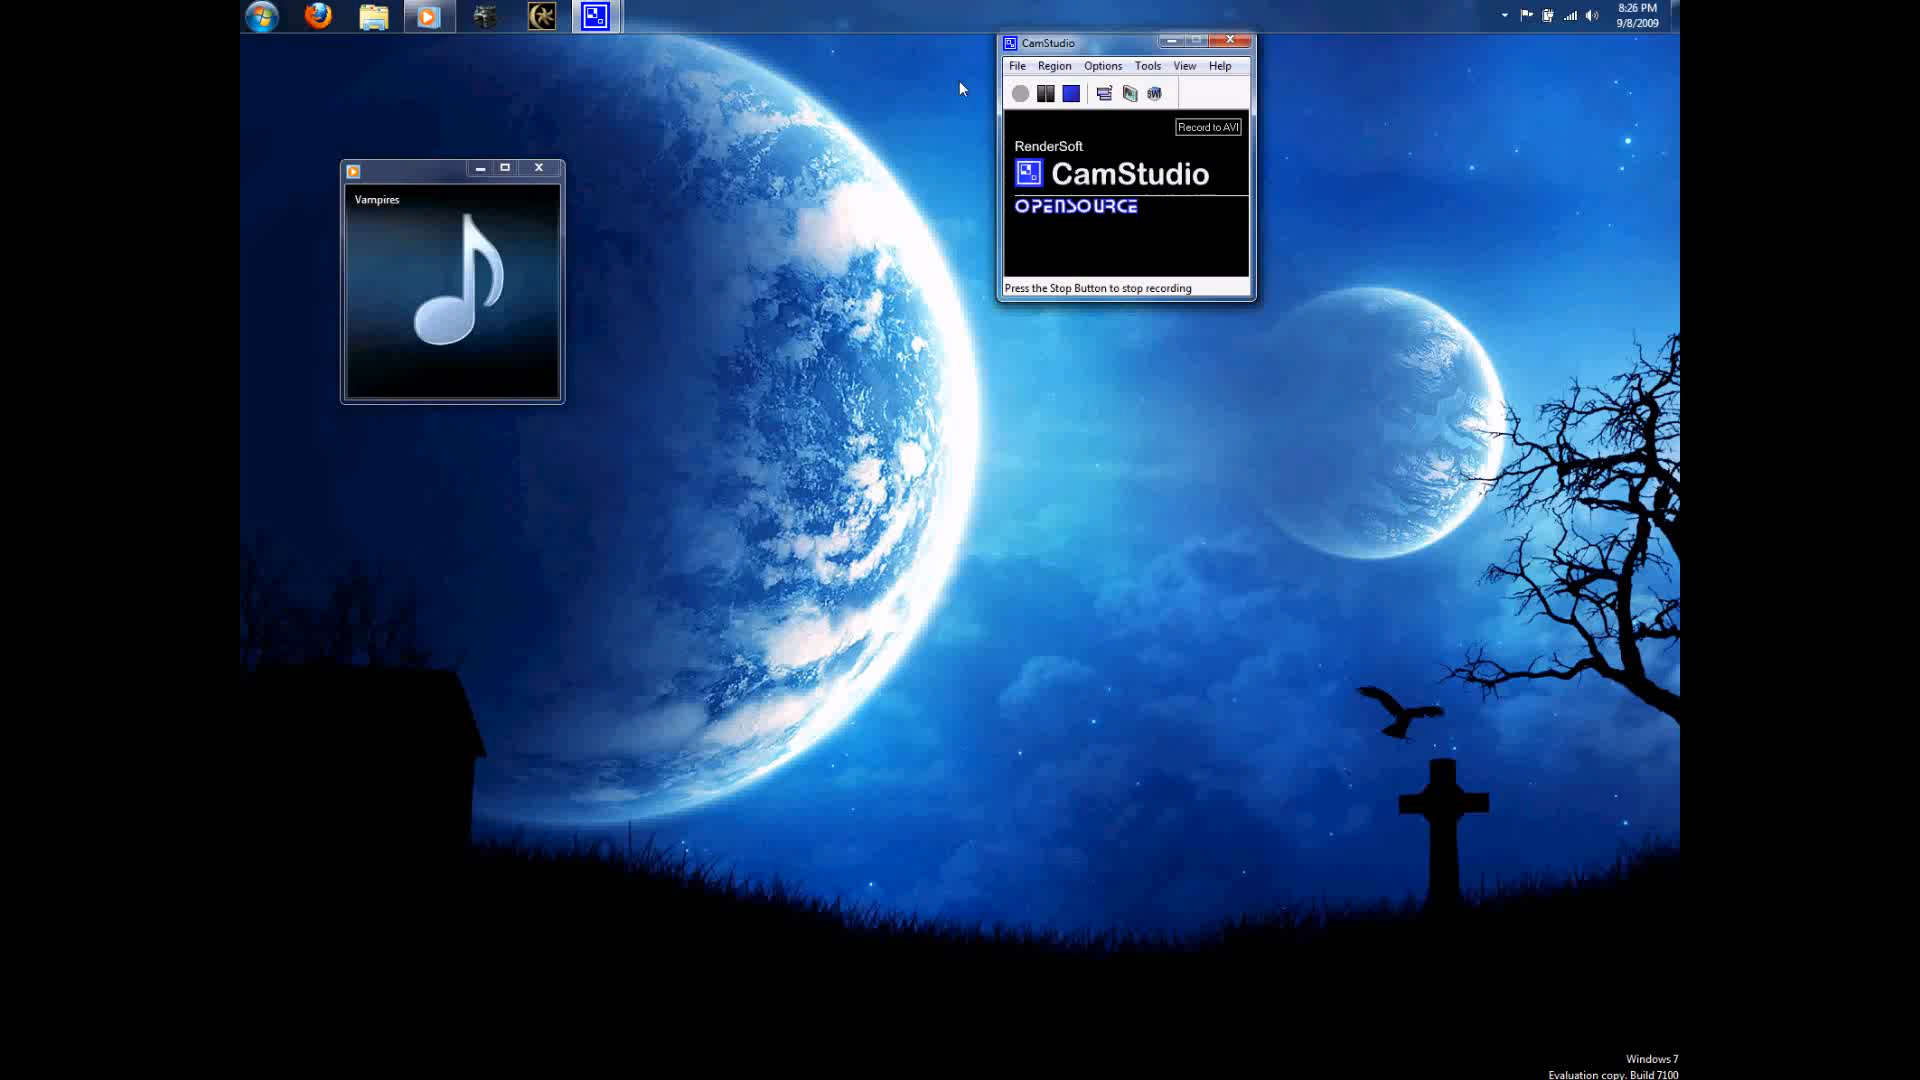 8:26 PM
9/8/2009
CamStudio
File Region Options Tools View Help
SWF
Record to AVI
RenderSoft
CamStudio
OPENSOURCE
Press the Stop Button to stop recording
Vampires
Windows 7
Evaluation copy. Build 7100